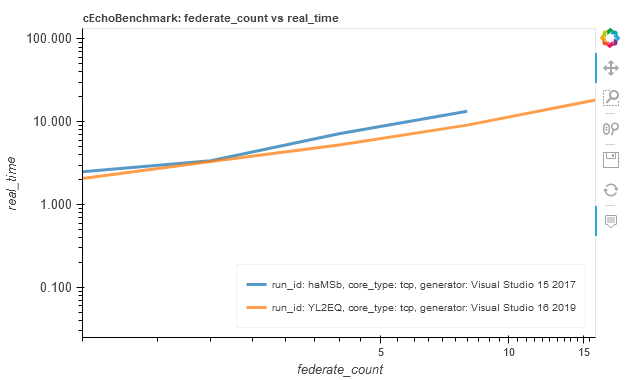 cEchoBenchmark: federate_count vs real_time
100.000
10.000
1.000
0.100
real_time
run_id: haMSb, core_type: tcp, generator: Visual Studio 15 2017
run_id: YL2EQ, core_type: tcp, generator: Visual Studio 16 2019
5
10
15
federate_count